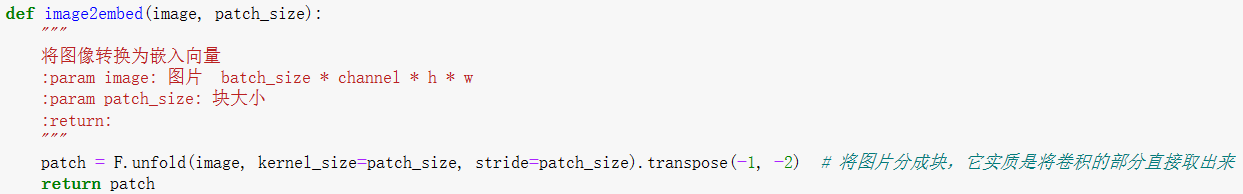 def image2embed(image, patch_size):
    """
    将图像转换为嵌入向量
    :param image: 图片  batch_size * channel * h * w
    :param patch_size: 块大小
    :return:
    """
    patch = F.unfold(image, kernel_size=patch_size, stride=patch_size).transpose(-1, -2)  # 将图片分成块，它实质是将卷积的部分直接取出来
    return patch